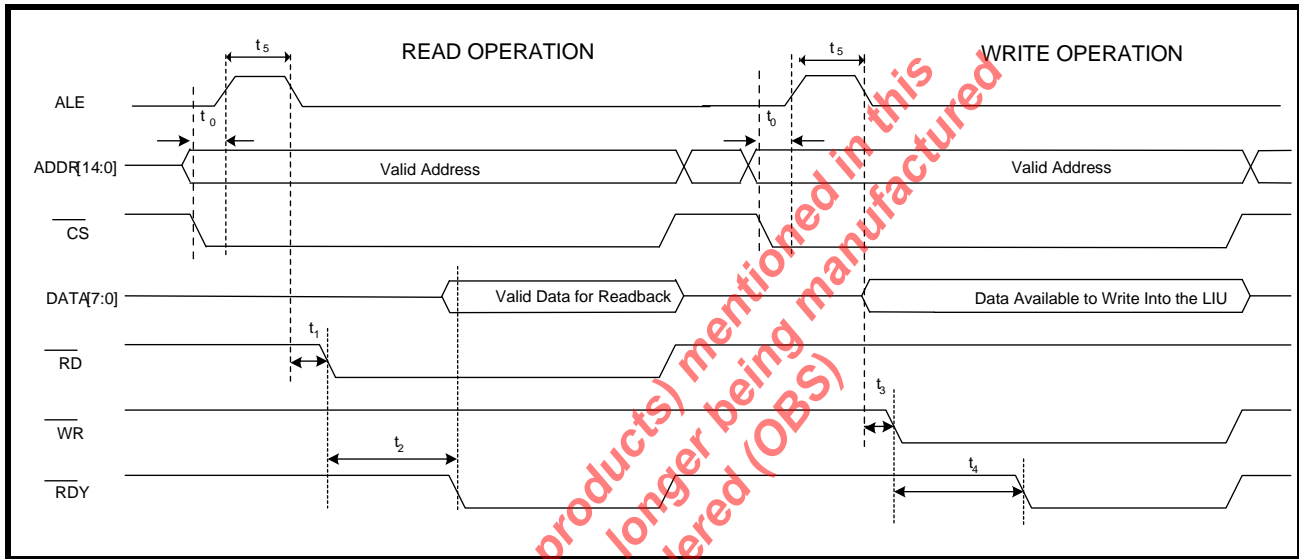 READ OPERATION
WRITE OPERATION
t5
t5
ALE
t0
t0
ADDR[14:0]
Valid Address
Valid Address
CS
DATA[7:0]
Valid Data for Readback
Data Available to Write Into the LIU
t1
RD
t3
WR
t2
t4
RDY
products) mentioned in this
longer being manufactured
dered (OBS)